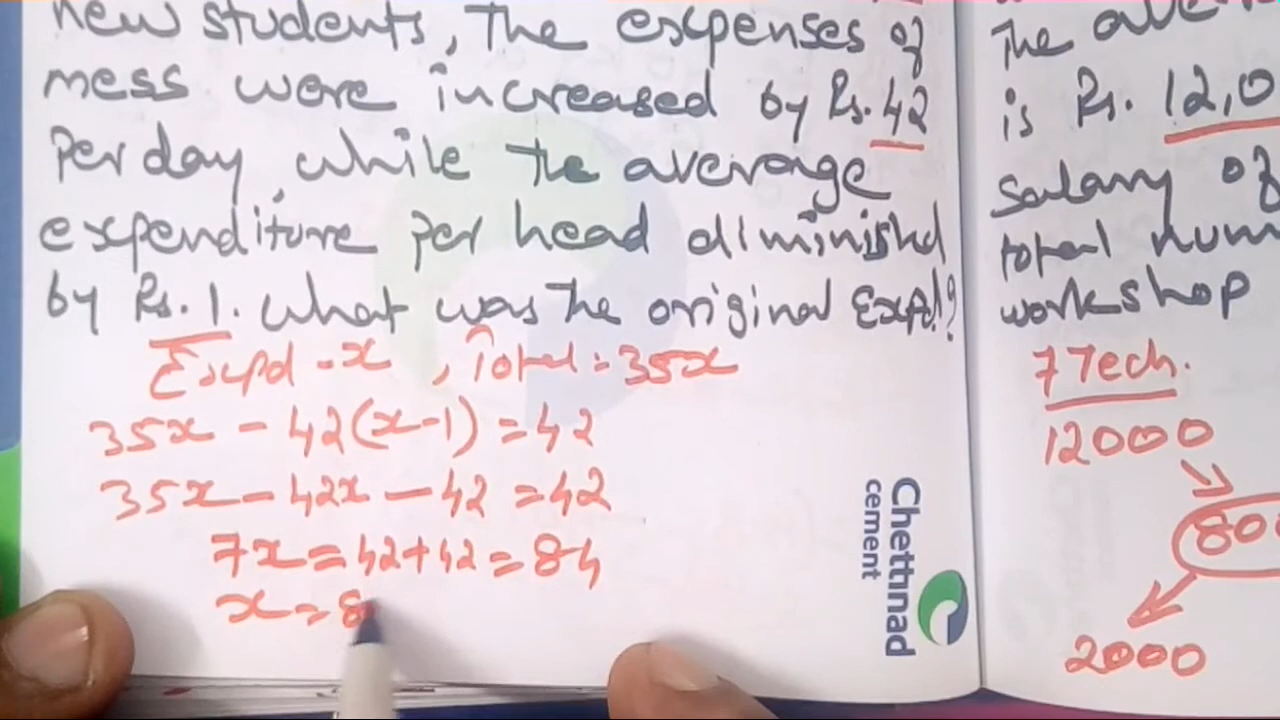 new students, The expenses of
mess were increased by Rs. 42
Per day, while the average
expenditure per head diminishd
by Rs. 1. What was the original Expd?
Expd - x, Total = 35x
35x - 42(x-1) = 42
35x - 42x - 42 = 42
7x = 42+42 = 84
x = 8
Chettinad
cement
The
is Rs. 12,0
salary of
total num
workshop
7 Tech.
12000
800
2000